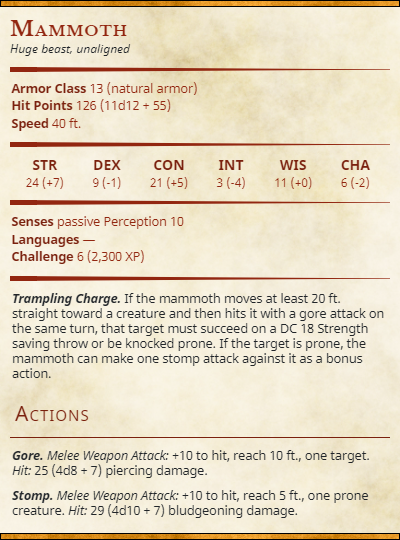 Mammoth
Huge beast, unaligned
Armor Class 13 (natural armor)
Hit Points 126 (11d12 + 55)
Speed 40 ft.
STR DEX CON INT WIS CHA
24 (+7) 9 (-1) 21 (+5) 3 (-4) 11 (+0) 6 (-2)
Senses passive Perception 10
Languages —
Challenge 6 (2,300 XP)
Trampling Charge. If the mammoth moves at least 20 ft.
straight toward a creature and then hits it with a gore attack on
the same turn, that target must succeed on a DC 18 Strength
saving throw or be knocked prone. If the target is prone, the
mammoth can make one stomp attack against it as a bonus
action.
Actions
Gore. Melee Weapon Attack: +10 to hit, reach 10 ft., one target.
Hit: 25 (4d8 + 7) piercing damage.
Stomp. Melee Weapon Attack: +10 to hit, reach 5 ft., one prone
creature. Hit: 29 (4d10 + 7) bludgeoning damage.